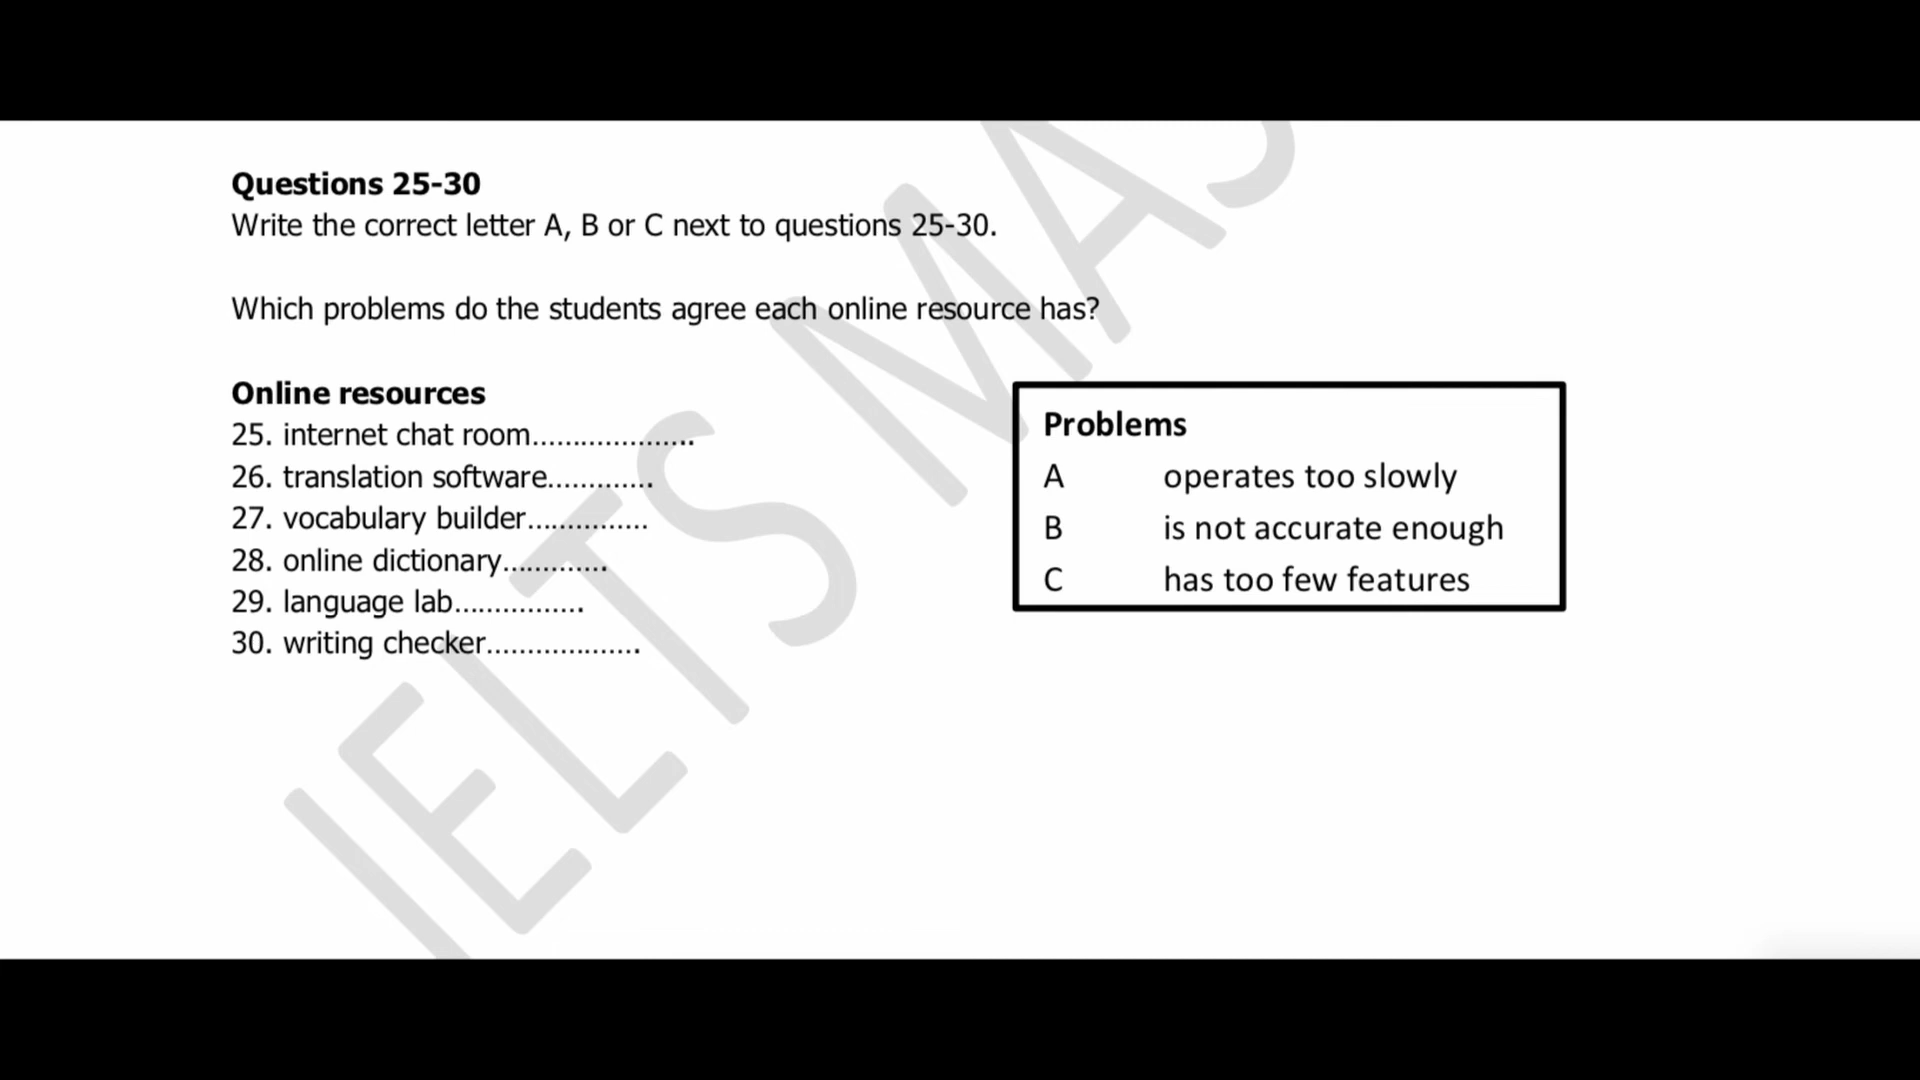 Questions 25-30
Write the correct letter A, B or C next to questions 25-30.
Which problems do the students agree each online resource has?
Online resources
25. internet chat room....................
26. translation software.............
27. vocabulary builder...............
28. online dictionary.............
29. language lab................
30. writing checker...................
Problems
A operates too slowly
B is not accurate enough
C has too few features
IELTS MAS